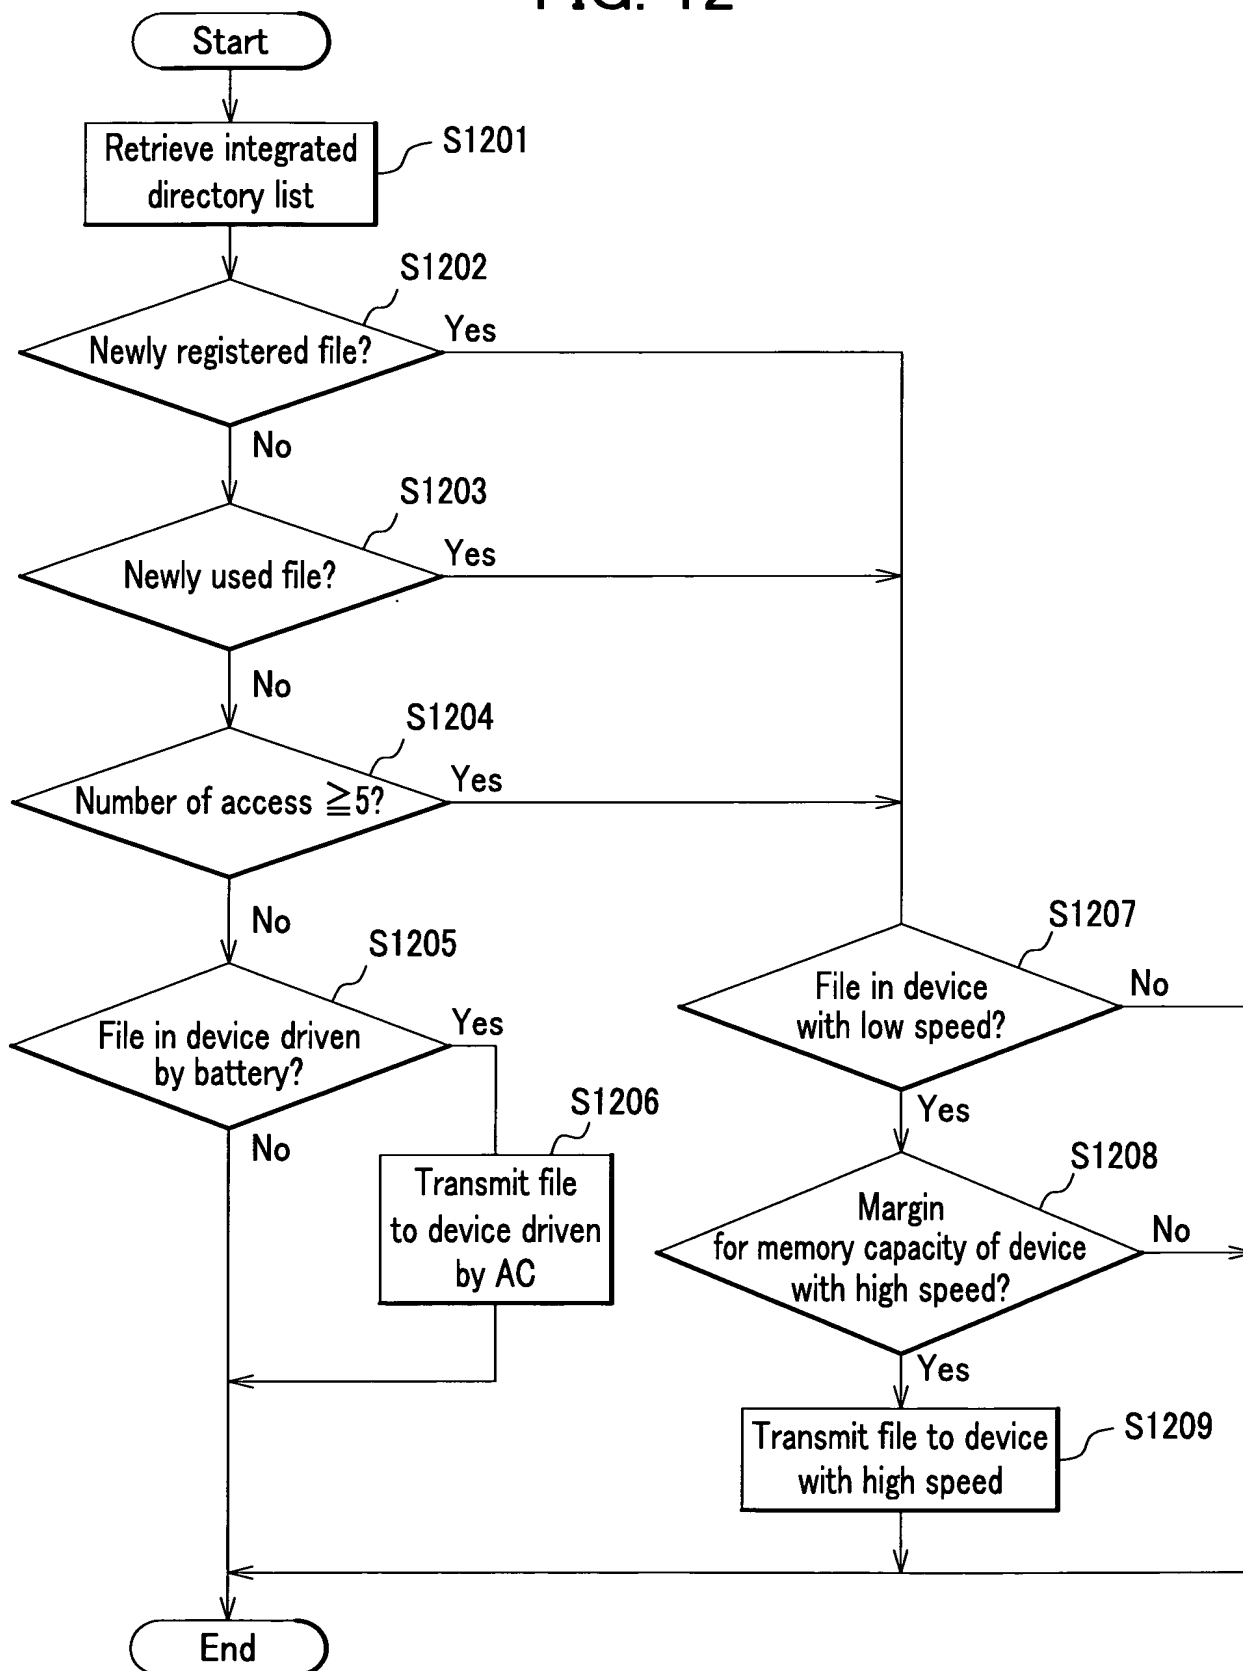 FIG. 12
Start
Retrieve integrated
directory list
S1201
S1202
Newly registered file?
Yes
No
S1203
Newly used file?
Yes
No
S1204
Number of access ≧5?
Yes
No
S1205
File in device driven
by battery?
Yes
No
S1206
Transmit file
to device driven
by AC
S1207
File in device
with low speed?
No
Yes
S1208
Margin
for memory capacity of device
with high speed?
No
Yes
S1209
Transmit file to device
with high speed
End